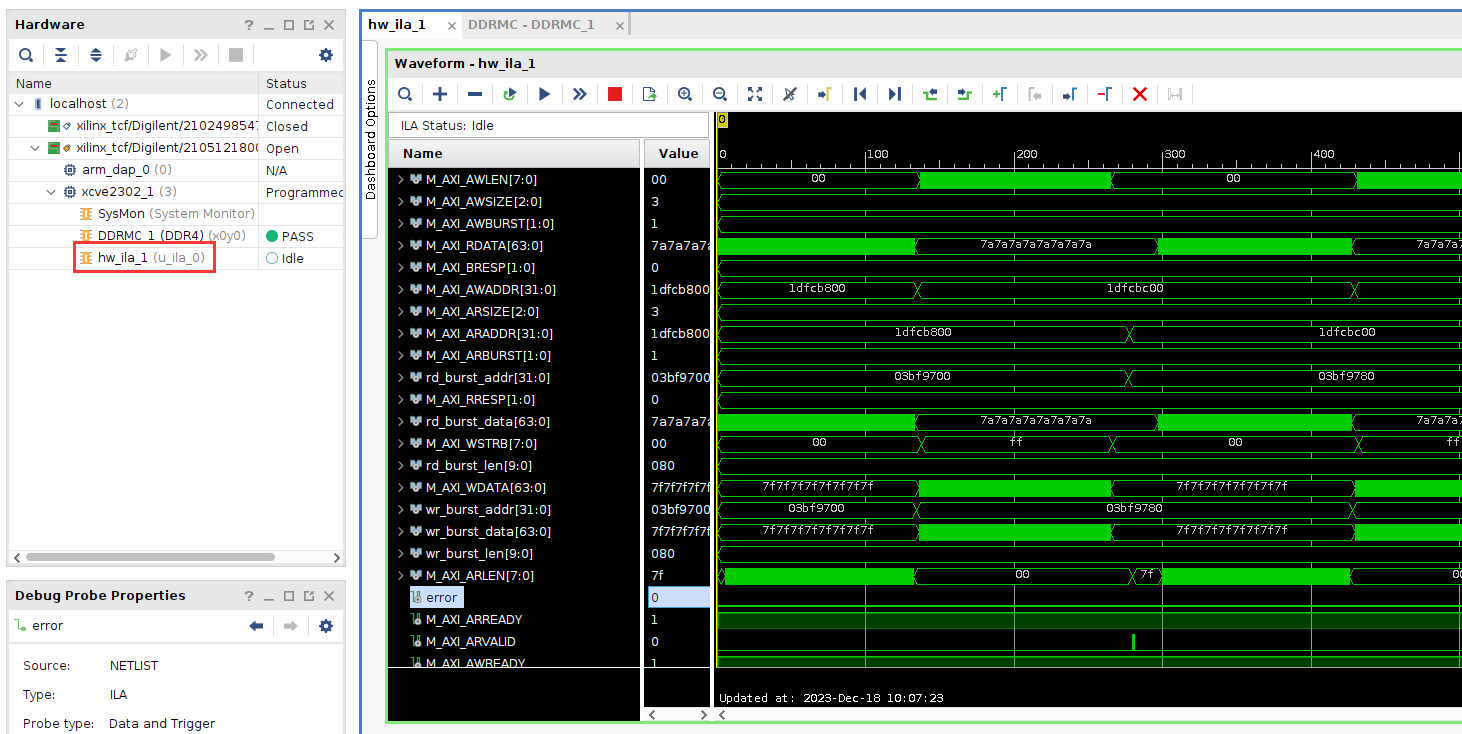 Hardware
Name Status
localhost (2) Connected
xilinx_tcf/Digilent/2102498547 Closed
xilinx_tcf/Digilent/2105121800 Open
arm_dap_0 (0) N/A
xcve2302_1 (3) Programmed
SysMon (System Monitor)
DDRMC_1 (DDR4) (x0y0) PASS
hw_ila_1 (u_ila_0) Idle
Debug Probe Properties
error
Source: NETLIST
Type: ILA
Probe type: Data and Trigger
hw_ila_1 DDRMC - DDRMC_1
Dashboard Options
Waveform - hw_ila_1
ILA Status: Idle
Name Value
0
0 100 200 300 400
M_AXI_AWLEN[7:0] 00 00 00
M_AXI_AWSIZE[2:0] 3
M_AXI_AWBURST[1:0] 1
M_AXI_RDATA[63:0] 7a7a7a7a 7a7a7a7a7a7a7a7a 7a7a7a7a
M_AXI_BRESP[1:0] 0
M_AXI_AWADDR[31:0] 1dfcb800 1dfcb800 1dfcbc00
M_AXI_ARSIZE[2:0] 3
M_AXI_ARADDR[31:0] 1dfcb800 1dfcb800 1dfcbc00
M_AXI_ARBURST[1:0] 1
rd_burst_addr[31:0] 03bf9700 03bf9700 03bf9780
M_AXI_RRESP[1:0] 0
rd_burst_data[63:0] 7a7a7a7a 7a7a7a7a7a7a7a7a 7a7a7a7a
M_AXI_WSTRB[7:0] 00 00 ff 00 ff
rd_burst_len[9:0] 080
M_AXI_WDATA[63:0] 7f7f7f7f 7f7f7f7f7f7f7f7f 7f7f7f7f7f7f7f7f
wr_burst_addr[31:0] 03bf9700 03bf9700 03bf9780
wr_burst_data[63:0] 7f7f7f7f 7f7f7f7f7f7f7f7f 7f7f7f7f7f7f7f7f
wr_burst_len[9:0] 080
M_AXI_ARLEN[7:0] 7f 00 7f 00
error 0
M_AXI_ARREADY 1
M_AXI_ARVALID 0
M_AXI_AWREADY 1
Updated at: 2023-Dec-18 10:07:23